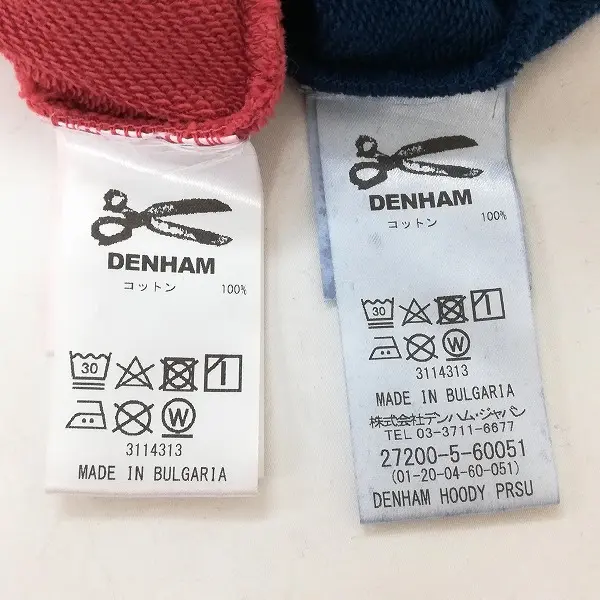 DENHAM
コットン 100%
30
W
3114313
MADE IN BULGARIA
DENHAM
コットン 100%
30
W
3114313
MADE IN BULGARIA
株式会社デンハム・ジャパン
TEL 03-3711-6677
27200-5-60051
(01-20-04-60-051)
DENHAM HOODY PRSU